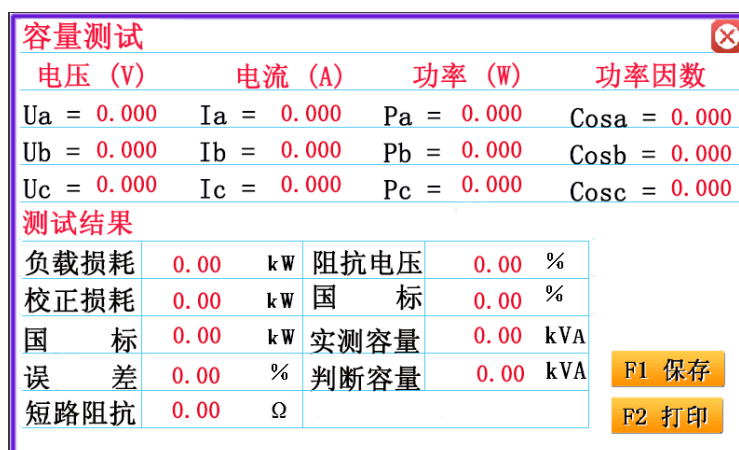 容量测试
电压 (V) 电流 (A) 功率 (W) 功率因数
Ua = 0.000 Ia = 0.000 Pa = 0.000 Cosa = 0.000
Ub = 0.000 Ib = 0.000 Pb = 0.000 Cosb = 0.000
Uc = 0.000 Ic = 0.000 Pc = 0.000 Cosc = 0.000
测试结果
负载损耗 0.00 kW 阻抗电压 0.00 %
校正损耗 0.00 kW 国标 0.00 %
国标 0.00 kW 实测容量 0.00 kVA
误差 0.00 % 判断容量 0.00 kVA
短路阻抗 0.00 Ω
F1 保存
F2 打印